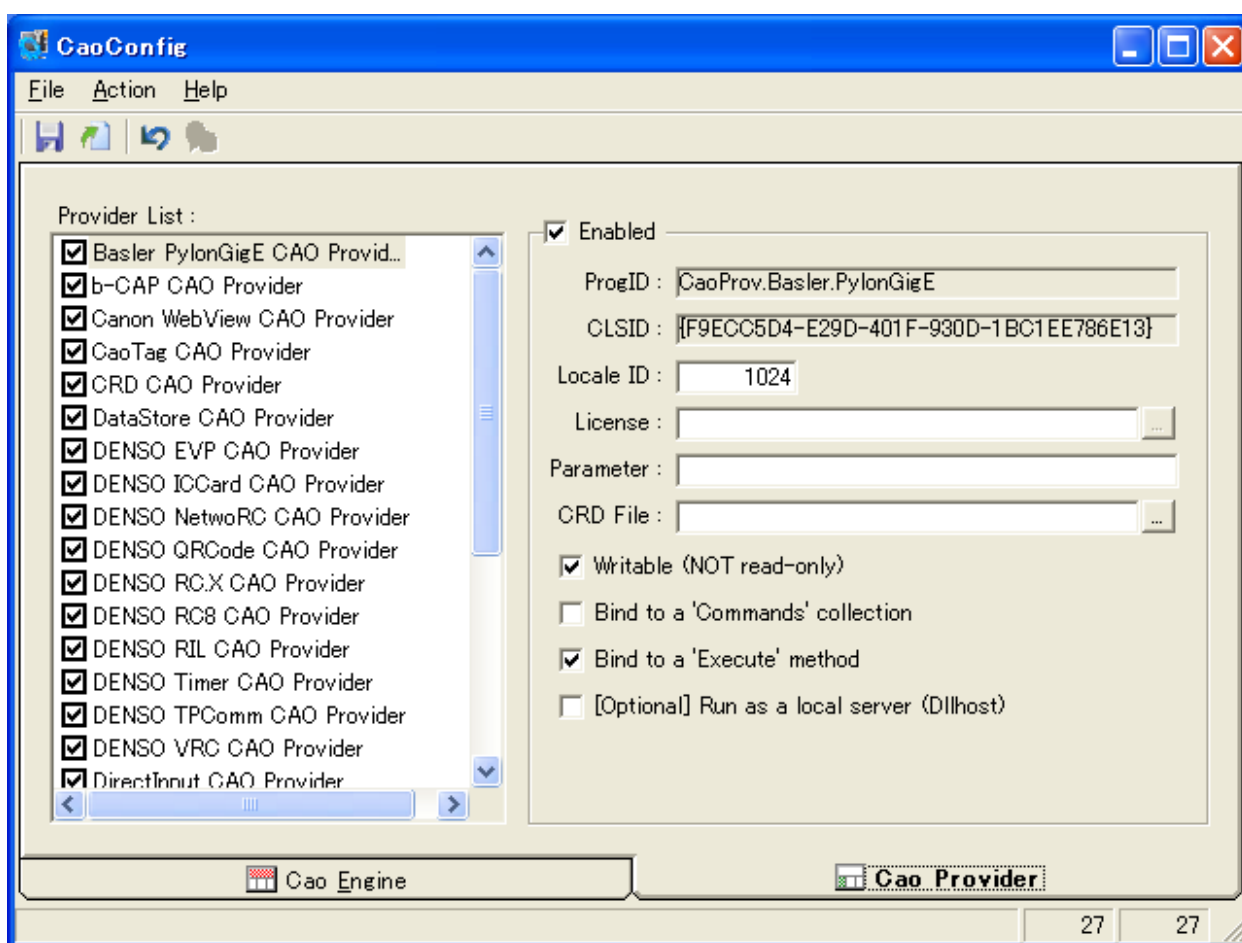 CaoConfig
File Action Help
Provider List :
Basler PylonGigE CAO Provid...
b-CAP CAO Provider
Canon WebView CAO Provider
CaoTag CAO Provider
CRD CAO Provider
DataStore CAO Provider
DENSO EVP CAO Provider
DENSO ICCard CAO Provider
DENSO NetwoRC CAO Provider
DENSO QRCode CAO Provider
DENSO RC.X CAO Provider
DENSO RC8 CAO Provider
DENSO RIL CAO Provider
DENSO Timer CAO Provider
DENSO TPComm CAO Provider
DENSO VRC CAO Provider
DirectInput CAO Provider
Enabled
ProgID : CaoProv.Basler.PylonGigE
CLSID : {F9ECC5D4-E29D-401F-930D-1BC1EE786E13}
Locale ID : 1024
License : ...
Parameter :
CRD File : ...
Writable (NOT read-only)
Bind to a 'Commands' collection
Bind to a 'Execute' method
[Optional] Run as a local server (Dllhost)
Cao Engine
Cao Provider
27 27